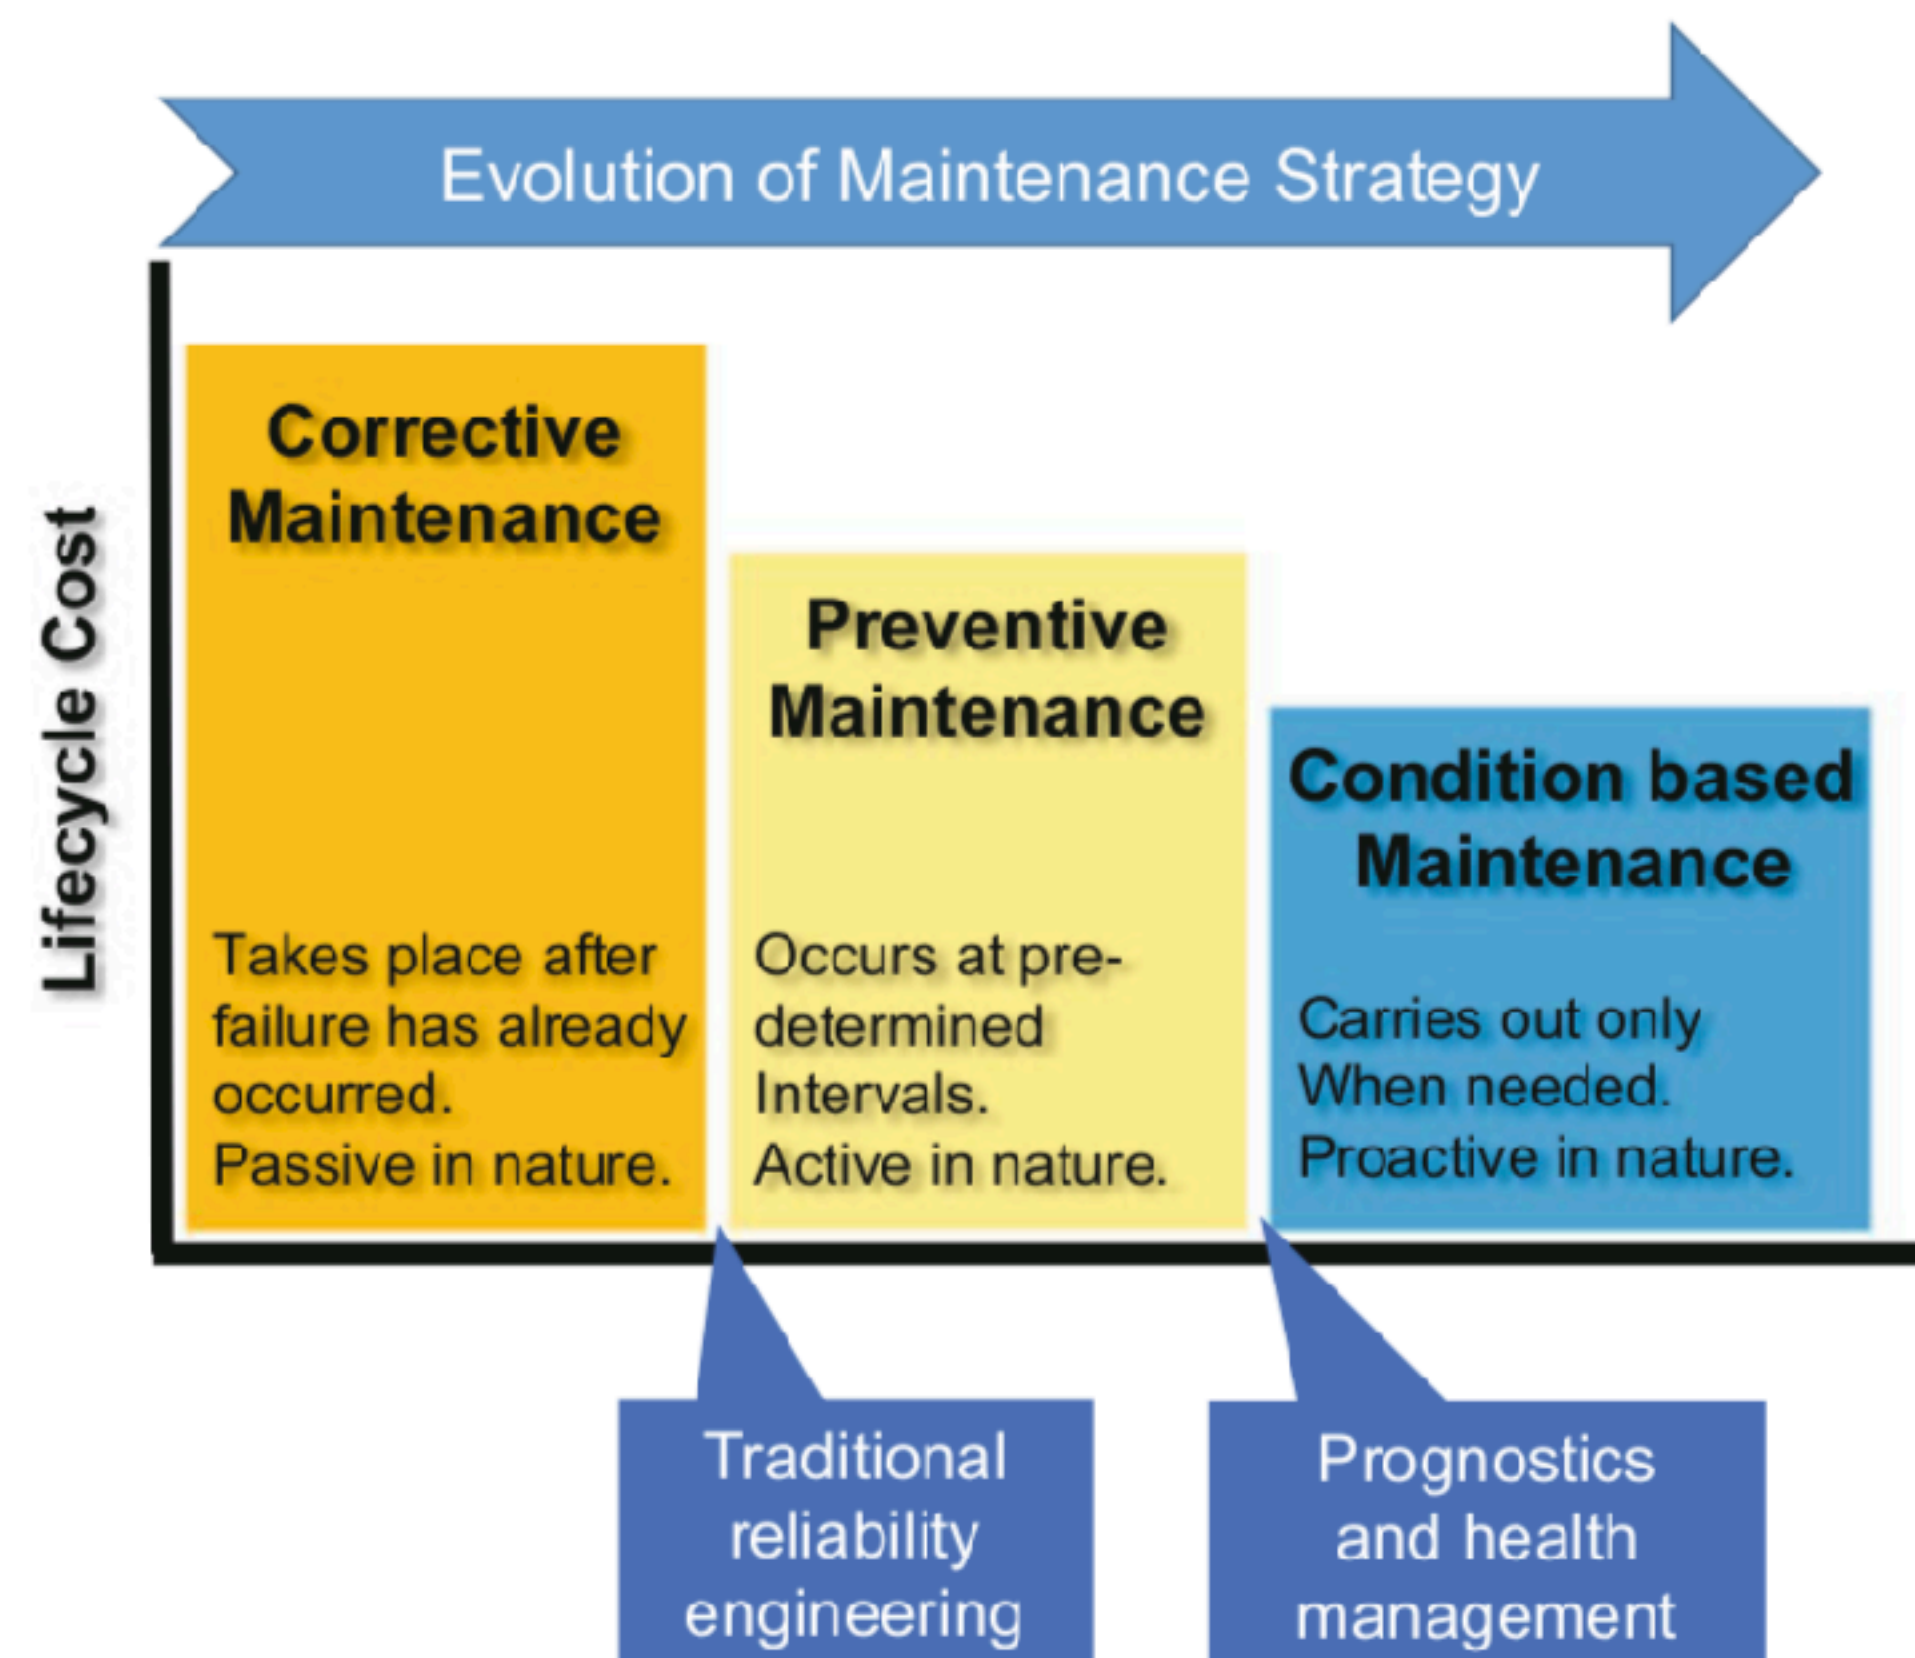 Evolution of Maintenance Strategy
Lifecycle Cost
Corrective
Maintenance
Takes place after
failure has already
occurred.
Passive in nature.
Preventive
Maintenance
Occurs at pre-
determined
Intervals.
Active in nature.
Condition based
Maintenance
Carries out only
When needed.
Proactive in nature.
Traditional
reliability
engineering
Prognostics
and health
management